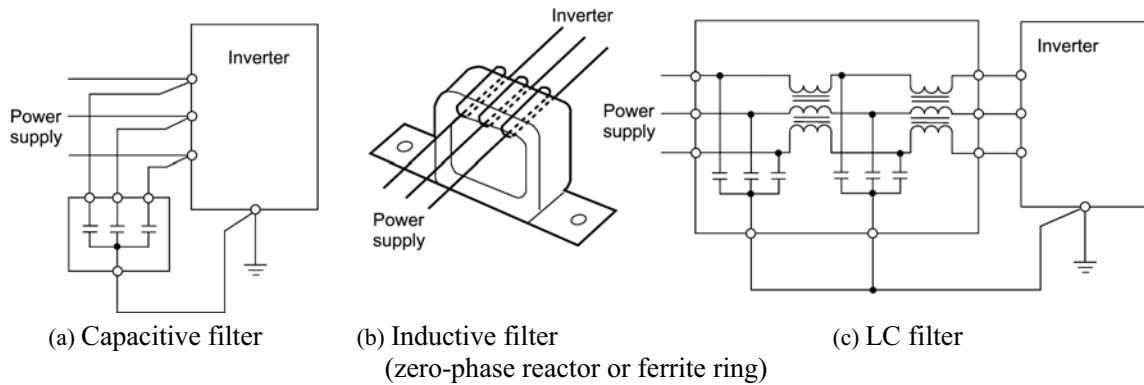 Inverter
Power
supply
(a) Capacitive filter
Inverter
Power
supply
(b) Inductive filter
(zero-phase reactor or ferrite ring)
Inverter
Power
supply
(c) LC filter